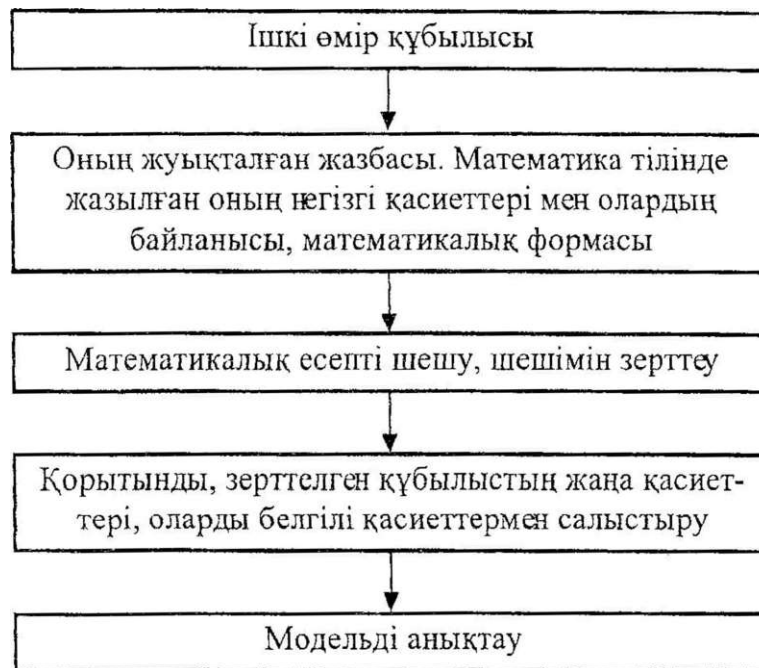 Ішкі өмір құбылысы
Оның жуықталған жазбасы. Математика тілінде
жазылған оның негізгі қасиеттері мен олардың
байланысы, математикалық формасы
Математикалық есепті шешу, шешімін зерттеу
Қорытынды, зерттелген құбылыстың жаңа қасиет-
тері, оларды белгілі қасиеттермен салыстыру
Модельді анықтау